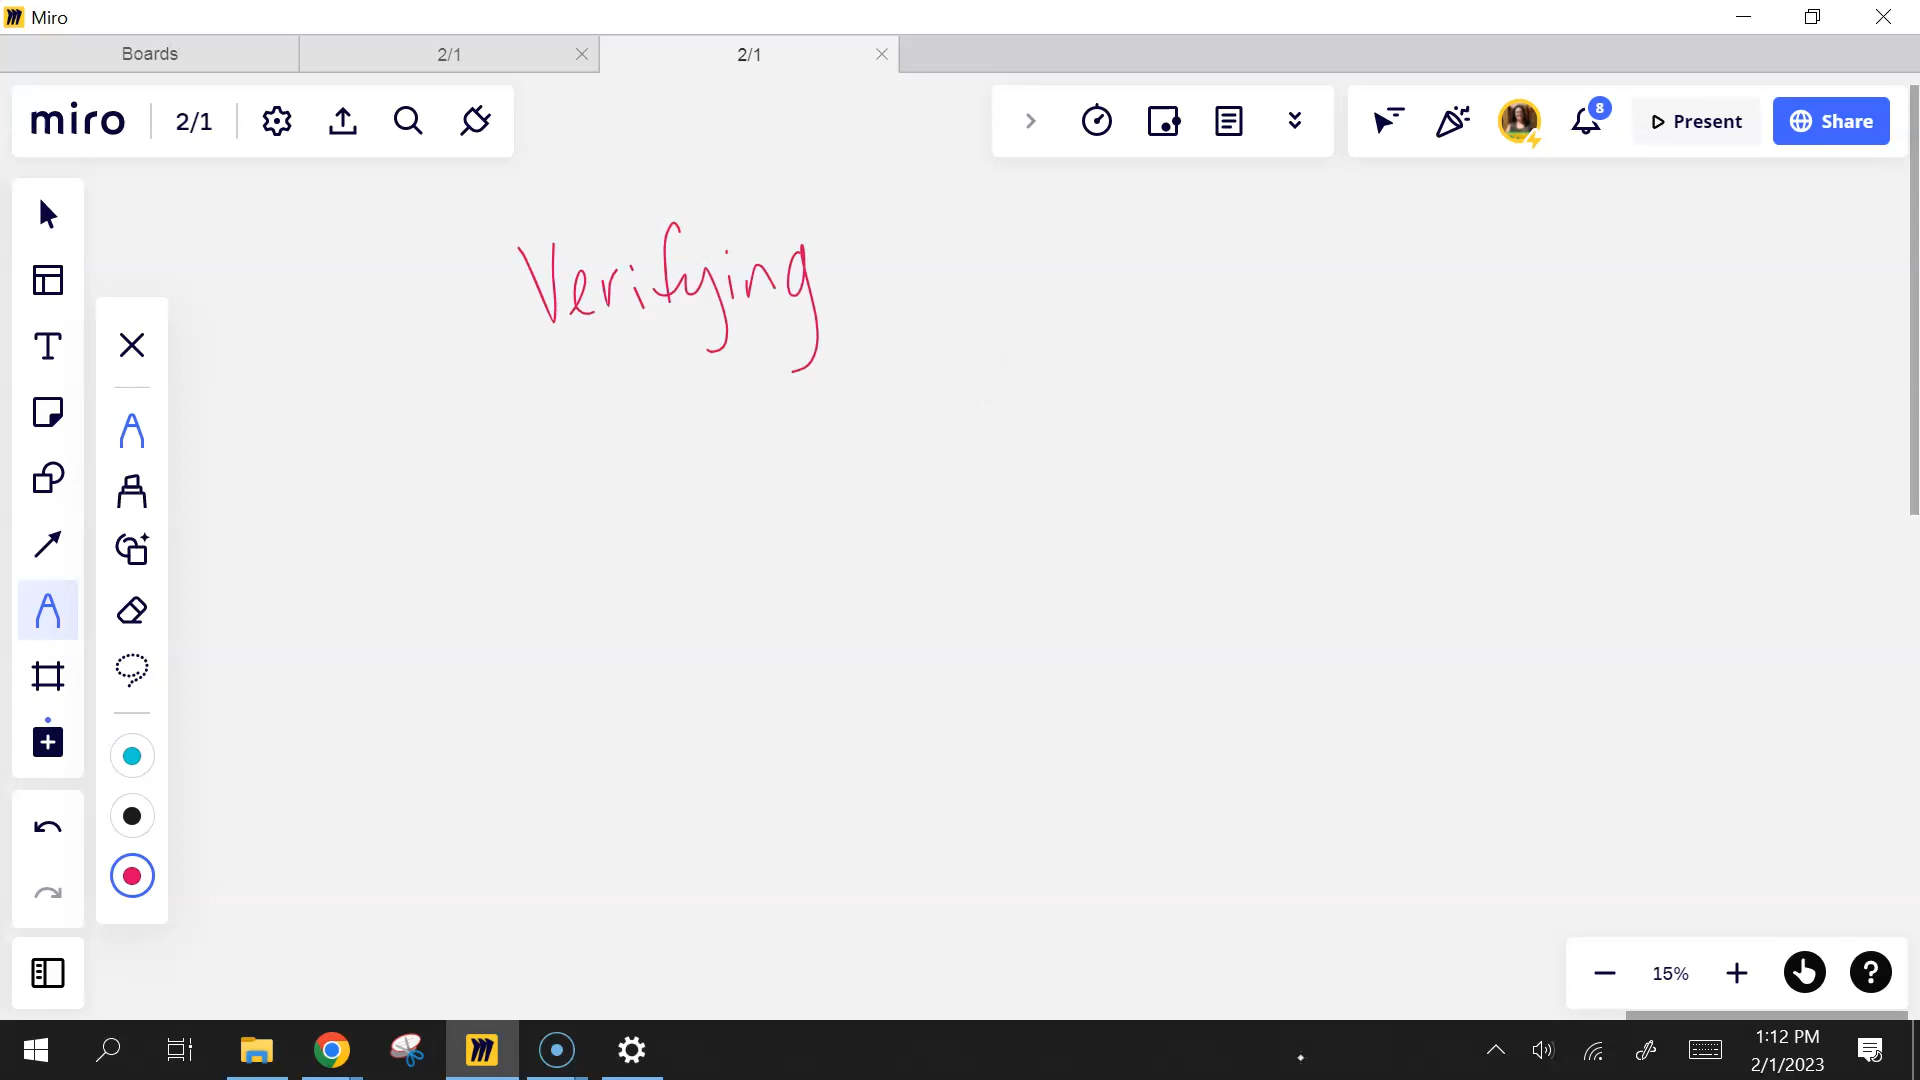 Miro
Boards
2/1
2/1
miro
2/1
8
Present
Share
Verifying
15%
1:12 PM
2/1/2023